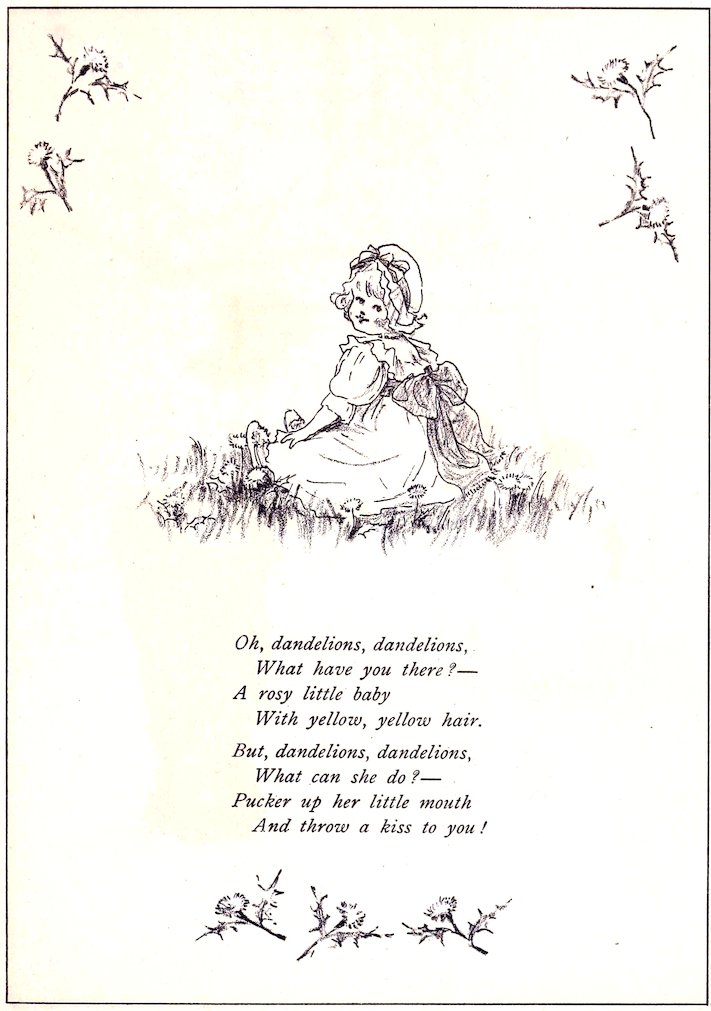 Oh, dandelions, dandelions,
What have you there?—
A rosy little baby
With yellow, yellow hair.
But, dandelions, dandelions,
What can she do?—
Pucker up her little mouth
And throw a kiss to you!